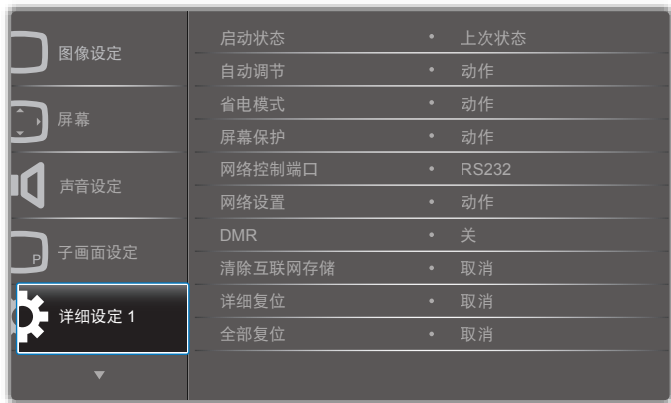 图像设定
屏幕
声音设定
P
子画面设定
详细设定 1
启动状态 • 上次状态
自动调节 • 动作
省电模式 • 动作
屏幕保护 • 动作
网络控制端口 • RS232
网络设置 • 动作
DMR • 关
清除互联网存储 • 取消
详细复位 • 取消
全部复位 • 取消